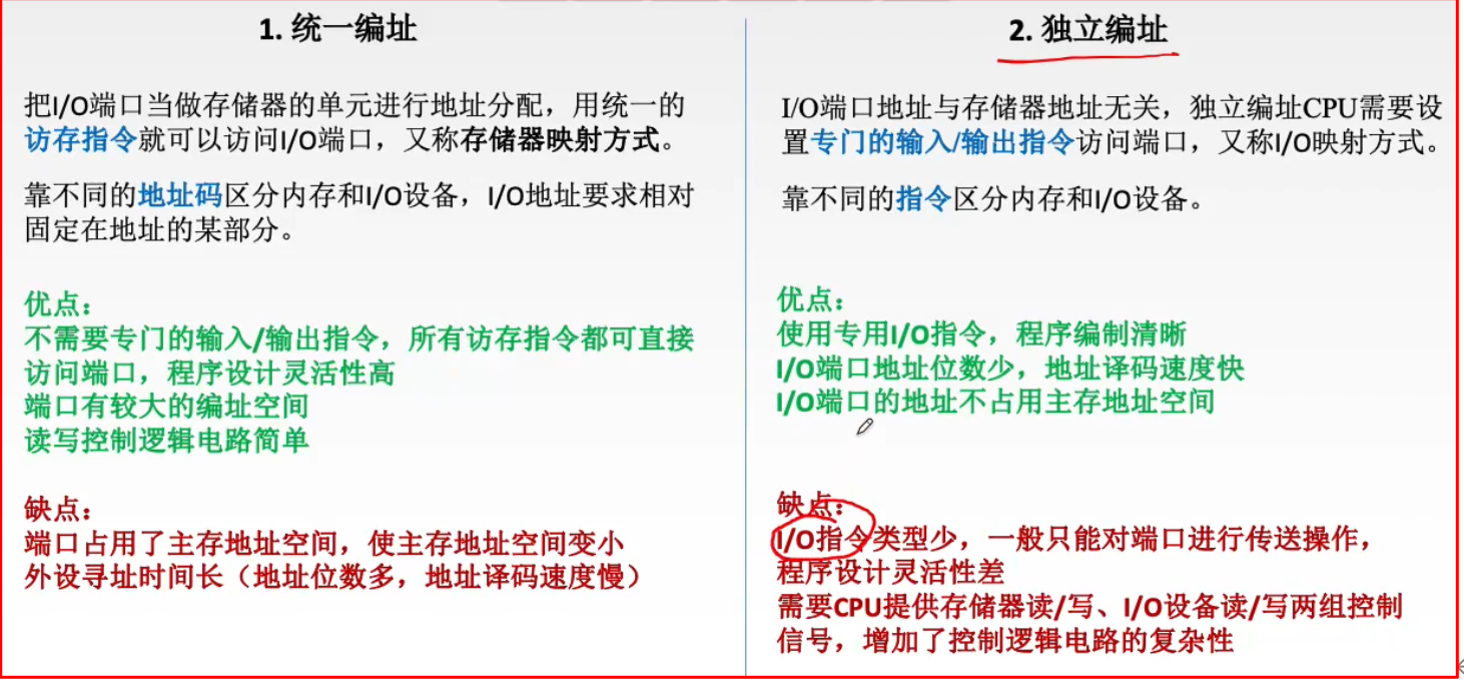 1. 统一编址
把I/O端口当做存储器的单元进行地址分配，用统一的
访存指令就可以访问I/O端口，又称存储器映射方式。
靠不同的地址码区分内存和I/O设备，I/O地址要求相对
固定在地址的某部分。
优点：
不需要专门的输入/输出指令，所有访存指令都可直接
访问端口，程序设计灵活性高
端口有较大的编址空间
读写控制逻辑电路简单
缺点：
端口占用了主存地址空间，使主存地址空间变小
外设寻址时间长（地址位数多，地址译码速度慢）
2. 独立编址
I/O端口地址与存储器地址无关，独立编址CPU需要设
置专门的输入/输出指令访问端口，又称I/O映射方式。
靠不同的指令区分内存和I/O设备。
优点：
使用专用I/O指令，程序编制清晰
I/O端口地址位数少，地址译码速度快
I/O端口的地址不占用主存地址空间
缺点：
I/O指令类型少，一般只能对端口进行传送操作，
程序设计灵活性差
需要CPU提供存储器读/写、I/O设备读/写两组控制
信号，增加了控制逻辑电路的复杂性